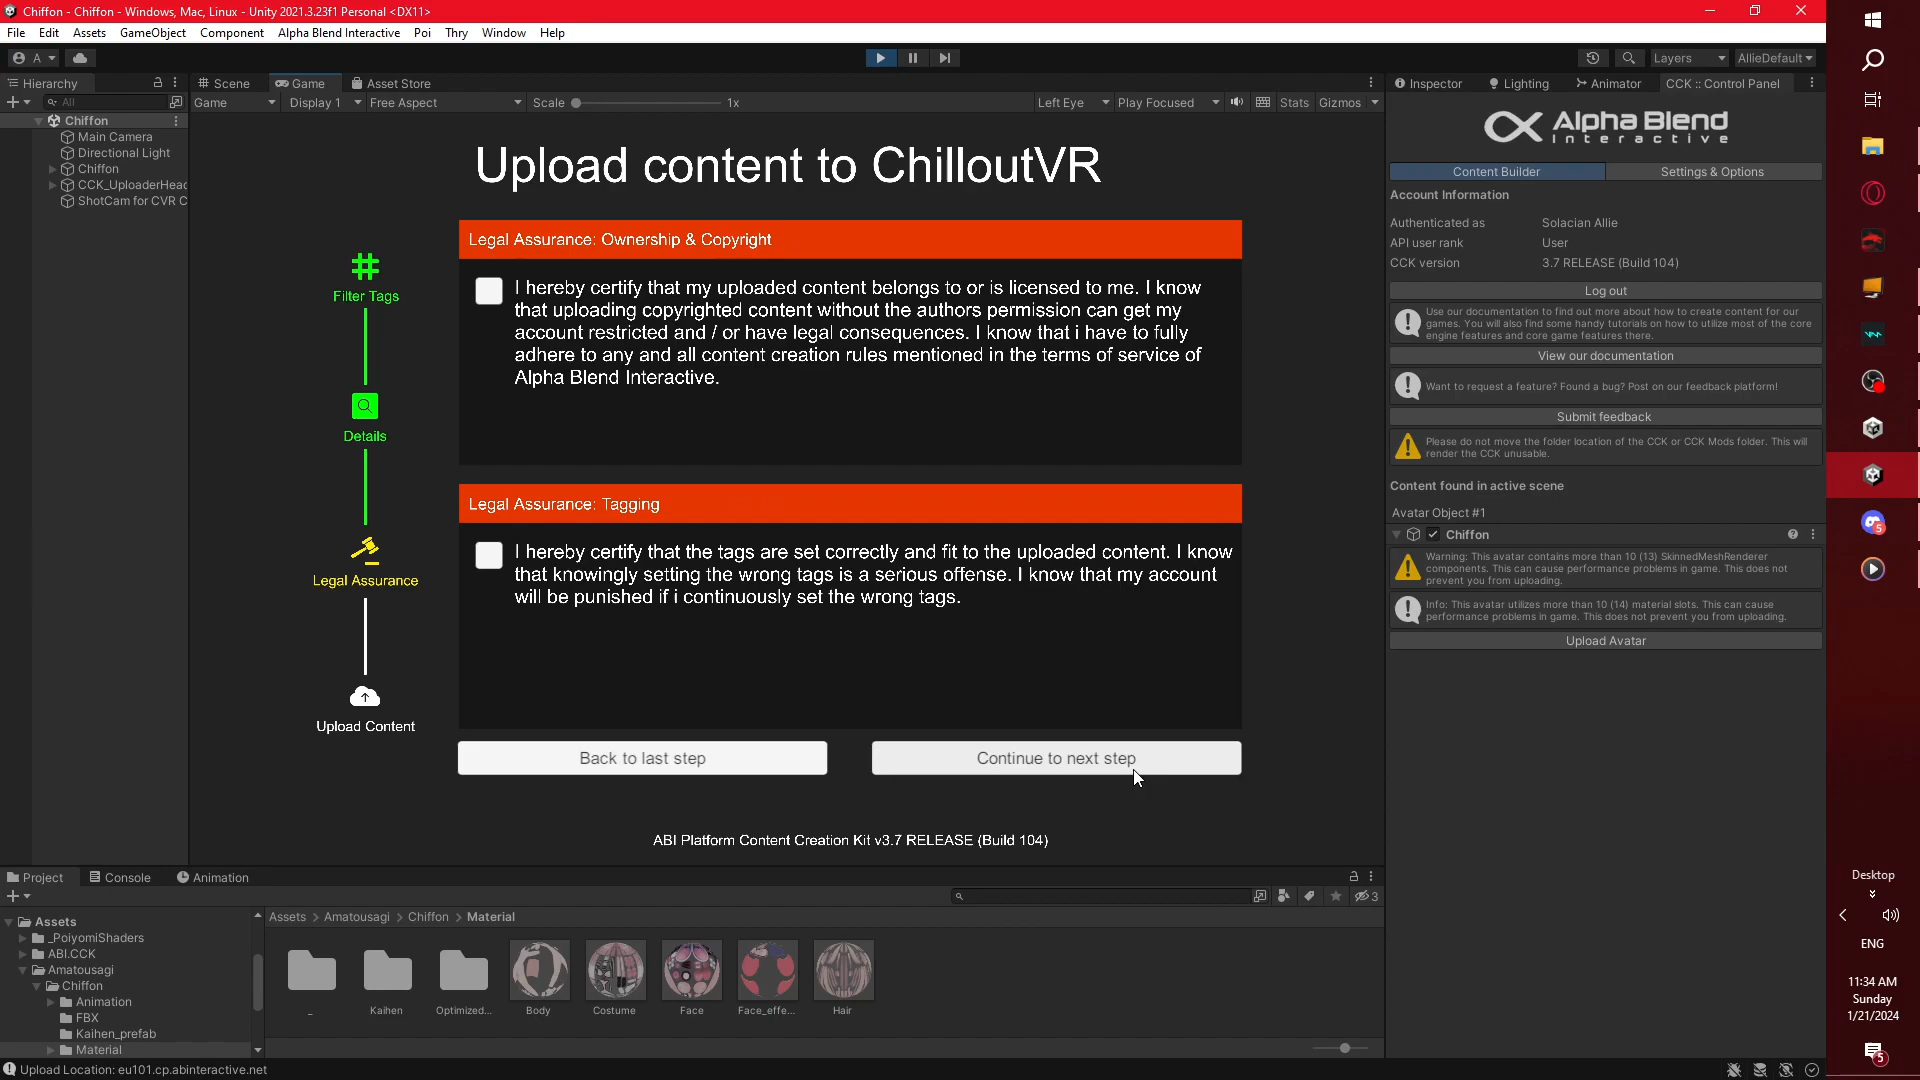 Chiffon - Chiffon - Windows, Mac, Linux - Unity 2021.3.23f1 Personal <DX11>
File Edit Assets GameObject Component Alpha Blend Interactive Poi Thry Window Help
A
Layers
AllieDefault
Hierarchy
All
Chiffon
Main Camera
Directional Light
Chiffon
CCK_UploaderHead
ShotCam for CVR C
Scene
Game
Asset Store
Game
Display 1
Free Aspect
Scale
1x
Left Eye
Play Focused
Stats
Gizmos
Upload content to ChilloutVR
Filter Tags
Details
Legal Assurance
Upload Content
Legal Assurance: Ownership & Copyright
I hereby certify that my uploaded content belongs to or is licensed to me. I know
that uploading copyrighted content without the authors permission can get my
account restricted and / or have legal consequences. I know that i have to fully
adhere to any and all content creation rules mentioned in the terms of service of
Alpha Blend Interactive.
Legal Assurance: Tagging
I hereby certify that the tags are set correctly and fit to the uploaded content. I know
that knowingly setting the wrong tags is a serious offense. I know that my account
will be punished if i continuously set the wrong tags.
Back to last step
Continue to next step
ABI Platform Content Creation Kit v3.7 RELEASE (Build 104)
Inspector
Lighting
Animator
CCK :: Control Panel
Alpha Blend
Interactive
Content Builder
Settings & Options
Account Information
Authenticated as Solacian Allie
API user rank User
CCK version 3.7 RELEASE (Build 104)
Log out
Use our documentation to find out more about how to create content for our
games. You will also find some handy tutorials on how to utilize most of the core
engine features and core game features there.
View our documentation
Want to request a feature? Found a bug? Post on our feedback platform!
Submit feedback
Please do not move the folder location of the CCK or CCK Mods folder. This will
render the CCK unusable.
Content found in active scene
Avatar Object #1
Chiffon
Warning: This avatar contains more than 10 (13) SkinnedMeshRenderer
components. This can cause performance problems in game. This does not
prevent you from uploading.
Info: This avatar utilizes more than 10 (14) material slots. This can cause
performance problems in game. This does not prevent you from uploading.
Upload Avatar
Project
Console
Animation
3
Assets
_PoiyomiShaders
ABI.CCK
Amatousagi
Chiffon
Animation
FBX
Kaihen_prefab
Material
Assets > Amatousagi > Chiffon > Material
_
Kaihen
Optimized...
Body
Costume
Face
Face_effe...
Hair
Upload Location: eu101.cp.abinteractive.net
5
Desktop
ENG
11:34 AM
Sunday
1/21/2024
5